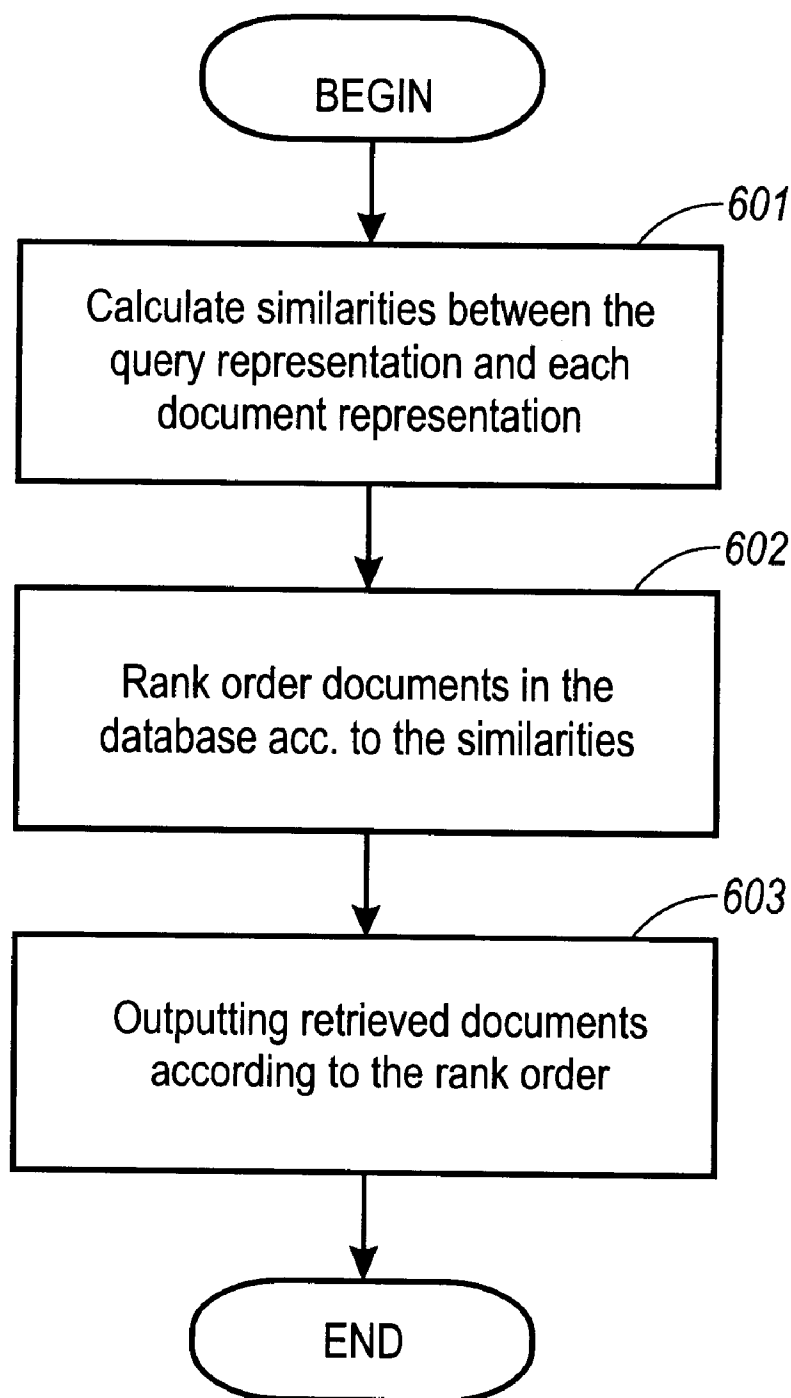 BEGIN
601
Calculate similarities between the
query representation and each
document representation
602
Rank order documents in the
database acc. to the similarities
603
Outputting retrieved documents
according to the rank order
END